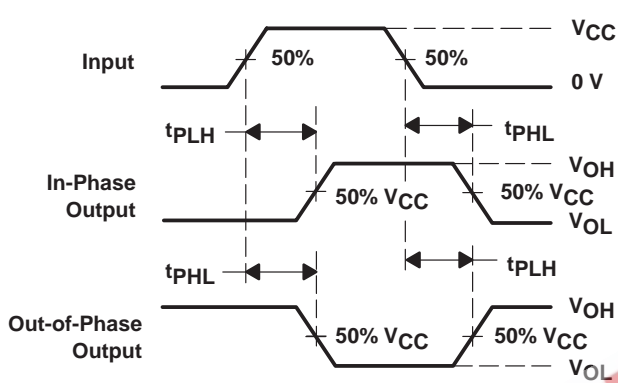 VCC
Input
50%
50%
0 V
tPLH
tPHL
VOH
In-Phase
Output
50% VCC
50% VCC
VOL
tPHL
tPLH
VOH
Out-of-Phase
Output
50% VCC
50% VCC
VOL